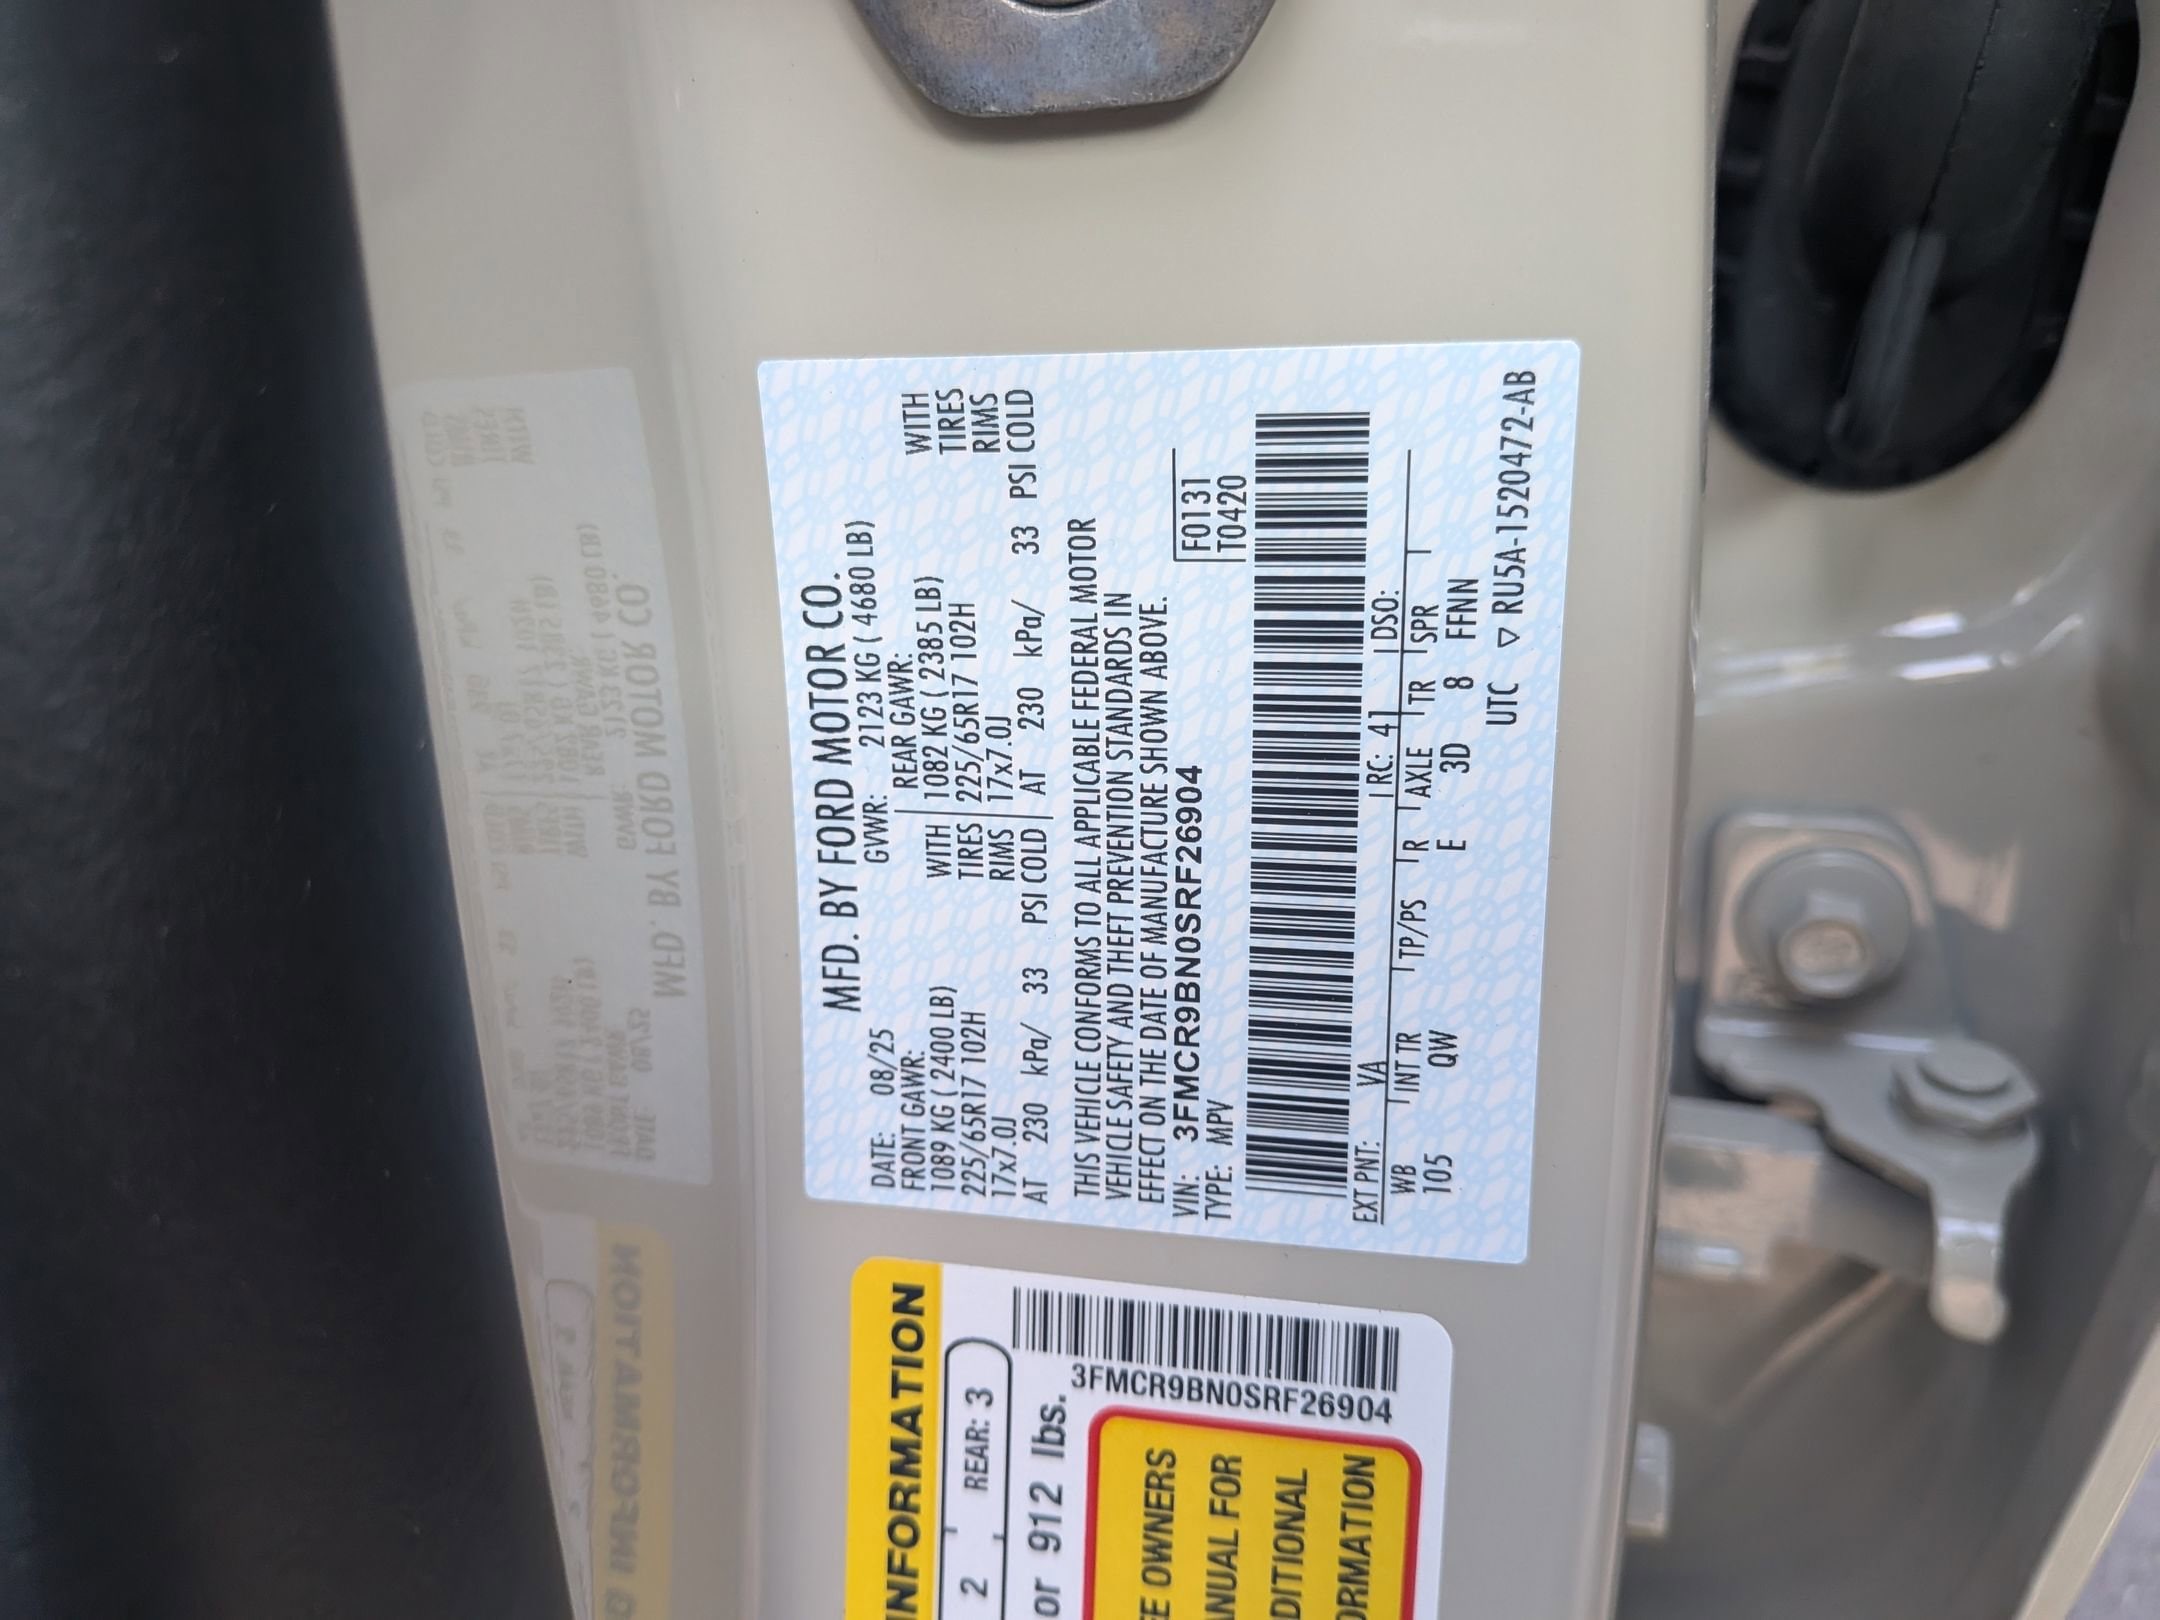 MFD. BY FORD MOTOR CO.
DATE: 08/25 GVWR: 2123 KG ( 4680 LB)
FRONT GAWR: REAR GAWR:
1089 KG ( 2400 LB) WITH 1082 KG ( 2385 LB) WITH
225/65R17 102H TIRES 225/65R17 102H TIRES
17x7.0J RIMS 17x7.0J RIMS
AT 230 kPa/ 33 PSI COLD AT 230 kPa/ 33 PSI COLD
THIS VEHICLE CONFORMS TO ALL APPLICABLE FEDERAL MOTOR
VEHICLE SAFETY AND THEFT PREVENTION STANDARDS IN
EFFECT ON THE DATE OF MANUFACTURE SHOWN ABOVE.
VIN: 3FMCR9BN0SRF26904 F0131
TYPE: MPV T0420
EXT PNT: YA RC: 41 DSO:
WB INT TR TP/PS R AXLE TR SPR
105 QW E 3D 8 FFNN
UTC ▽ RU5A-1520472-AB
INFORMATION
2 REAR: 3
or 912 lbs.
3FMCR9BN0SRF26904
OWNERS
FOR